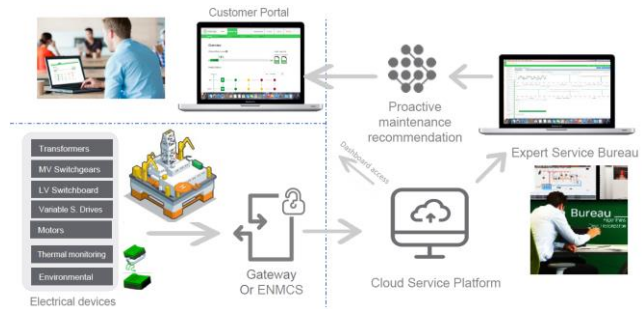 Customer Portal
Proactive
maintenance
recommendation
Expert Service Bureau
Dashboard access
Transformers
MV Switchgears
LV Switchboard
Variable S. Drives
Motors
Thermal monitoring
Environmental
Electrical devices
Gateway
Or ENMCS
Cloud Service Platform
Bureau